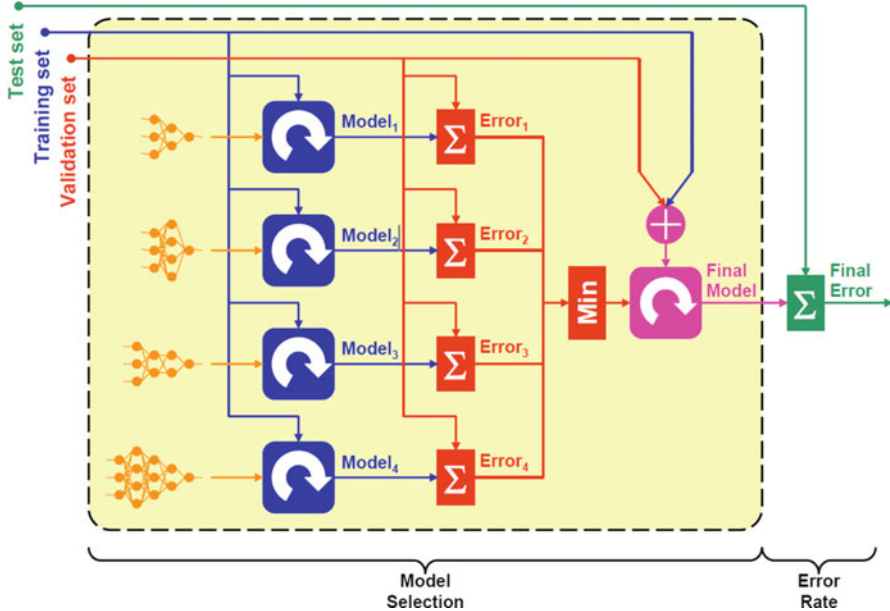 Test set
Training set
Validation set
Model1
Σ
Error1
Model2
Σ
Error2
Min
Final
Model
Σ
Final
Error
Model3
Σ
Error3
Model4
Σ
Error4
Model
Selection
Error
Rate